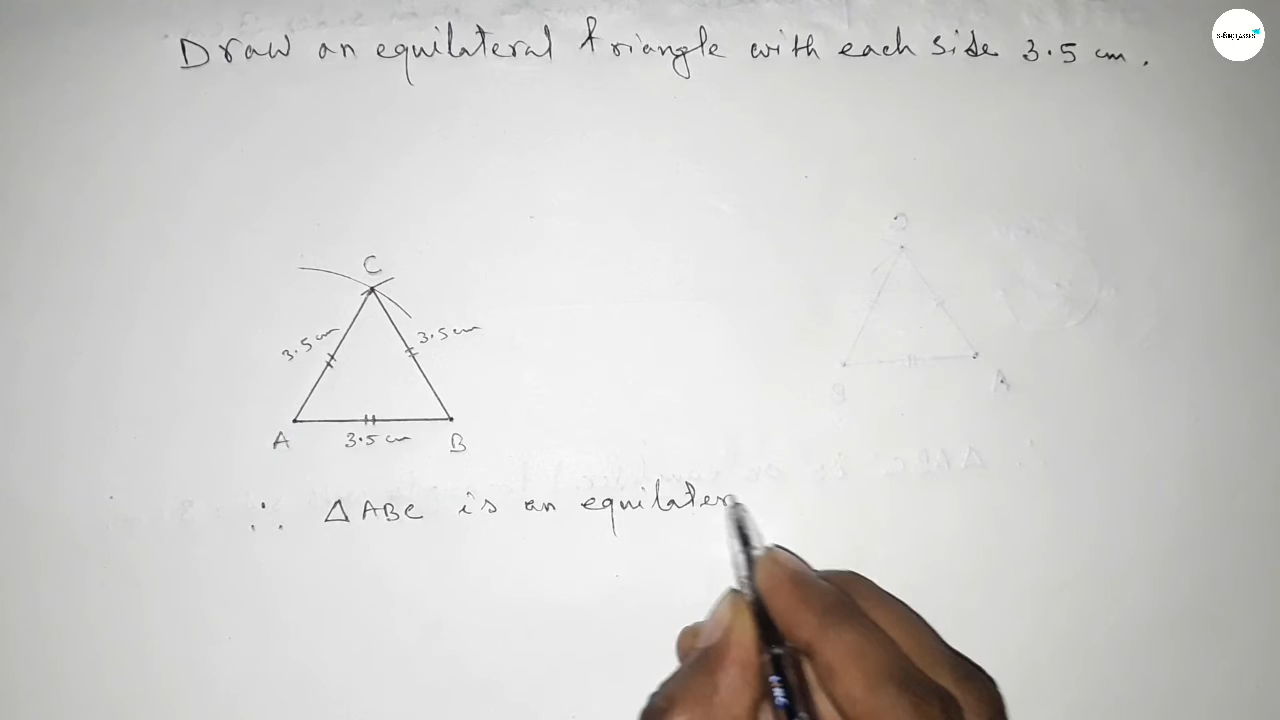 Draw an equilateral triangle with each side 3.5 cm.
C
3.5 cm
3.5 cm
A
3.5 cm
B
∴ △ABC is an equilater